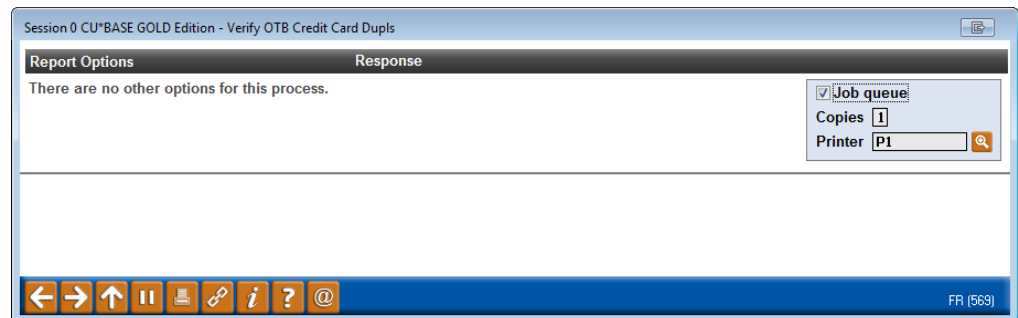 Session 0 CU*BASE GOLD Edition - Verify OTB Credit Card Dupls
Report Options Response
There are no other options for this process.
Job queue
Copies 1
Printer P1
i ? @
FR (569)